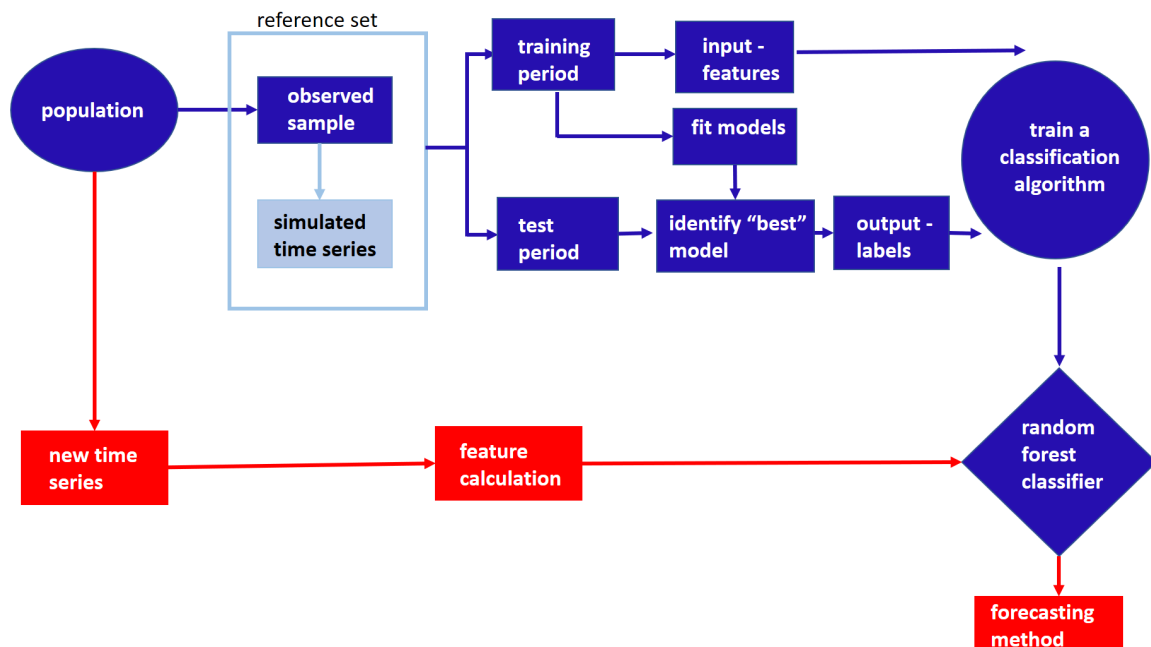 reference set
population
observed
sample
simulated
time series
training
period
input -
features
fit models
test
period
identify “best”
model
output -
labels
train a
classification
algorithm
new time
series
feature
calculation
random
forest
classifier
forecasting
method